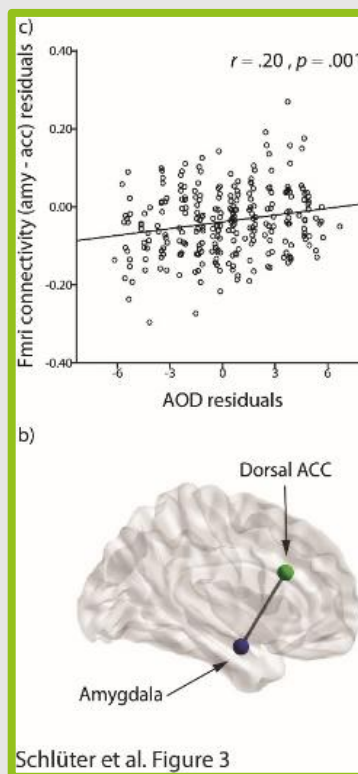 c)
0.40
r = .20 , p = .001
0.20
0.00
-0.20
-0.40
Fmri connectivity (amy - acc) residuals
-6 -3 0 3 6
AOD residuals
b)
Dorsal ACC
Amygdala
Schlüter et al. Figure 3